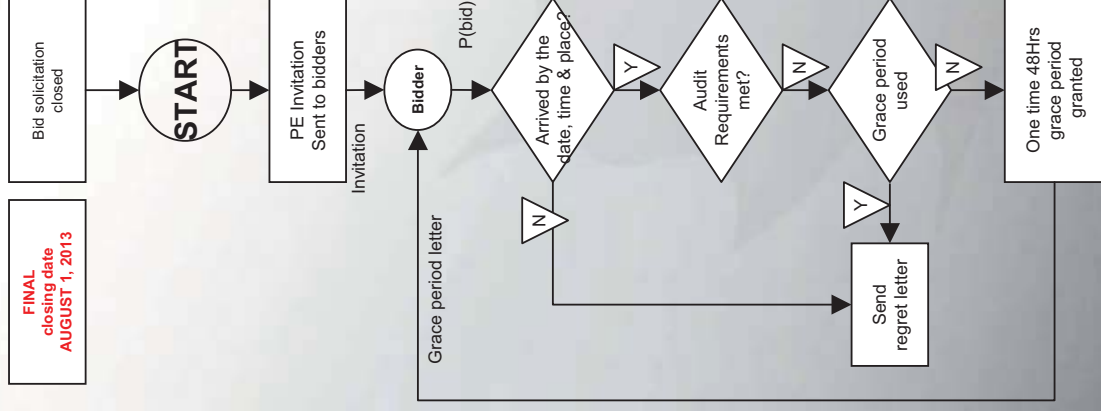 FINAL
closing date
AUGUST 1, 2013
Bid solicitation
closed
START
PE Invitation
Sent to bidders
Invitation
Bidder
Grace period letter
P(bid)
Arrived by the
date, time & place?
N
Y
Audit
Requirements
met?
N
Grace period
used
Y
N
Send
regret letter
One time 48Hrs
grace period
granted